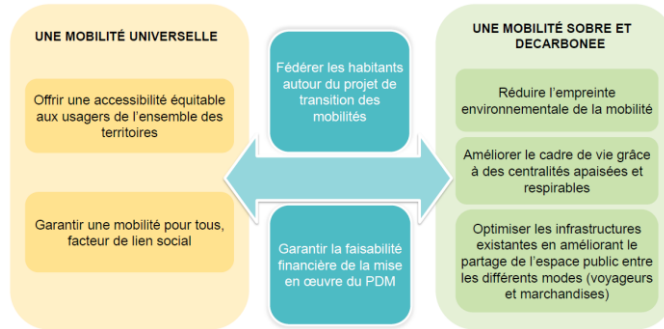 UNE MOBILITÉ UNIVERSELLE
Offrir une accessibilité équitable
aux usagers de l'ensemble des
territoires
Garantir une mobilité pour tous,
facteur de lien social
Fédérer les habitants
autour du projet de
transition des
mobilités
Garantir la faisabilité
financière de la mise
en œuvre du PDM
UNE MOBILITÉ SOBRE ET
DECARBONEE
Réduire l'empreinte
environnementale de la mobilité
Améliorer le cadre de vie grâce
à des centralités apaisées et
respirables
Optimiser les infrastructures
existantes en améliorant le
partage de l'espace public entre
les différents modes (voyageurs
et marchandises)